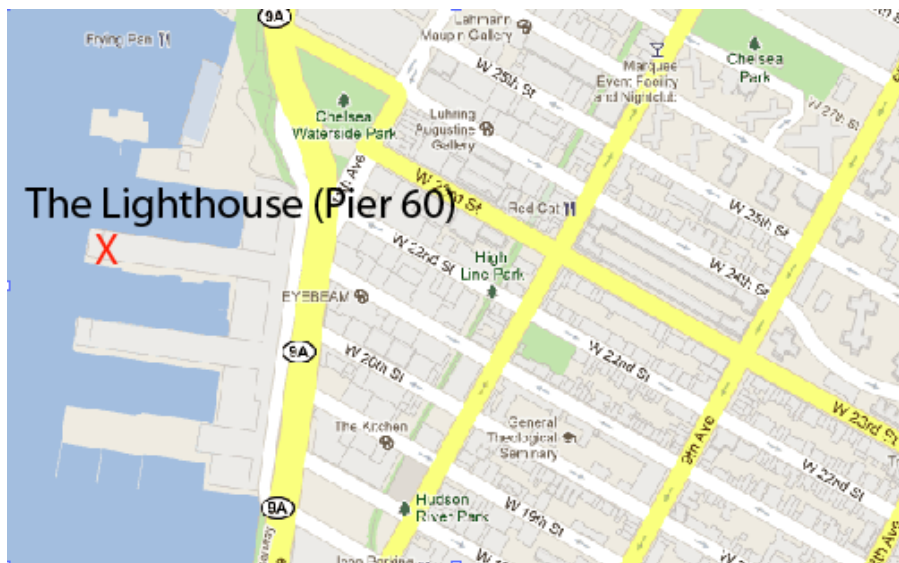 9A
Lehmann
Maupin Gallery
Frying Pan
W 25th St
Marquee
Event Facility
and Nightclub
Chelsea
Park
W 27th St
Chelsea
Waterside Park
Luhring
Augustine
Gallery
Ave
W 23rd St
The Lighthouse (Pier 60)
Red Cat
W 25th St
W 22nd St
High
Line Park
W 24th St
X
EYEBEAM
9A
W 20th St
W 22nd St
The Kitchen
General
Theological
Seminary
9th Ave
W 23rd St
W 22nd St
9A
Hudson
River Park
W 19th St